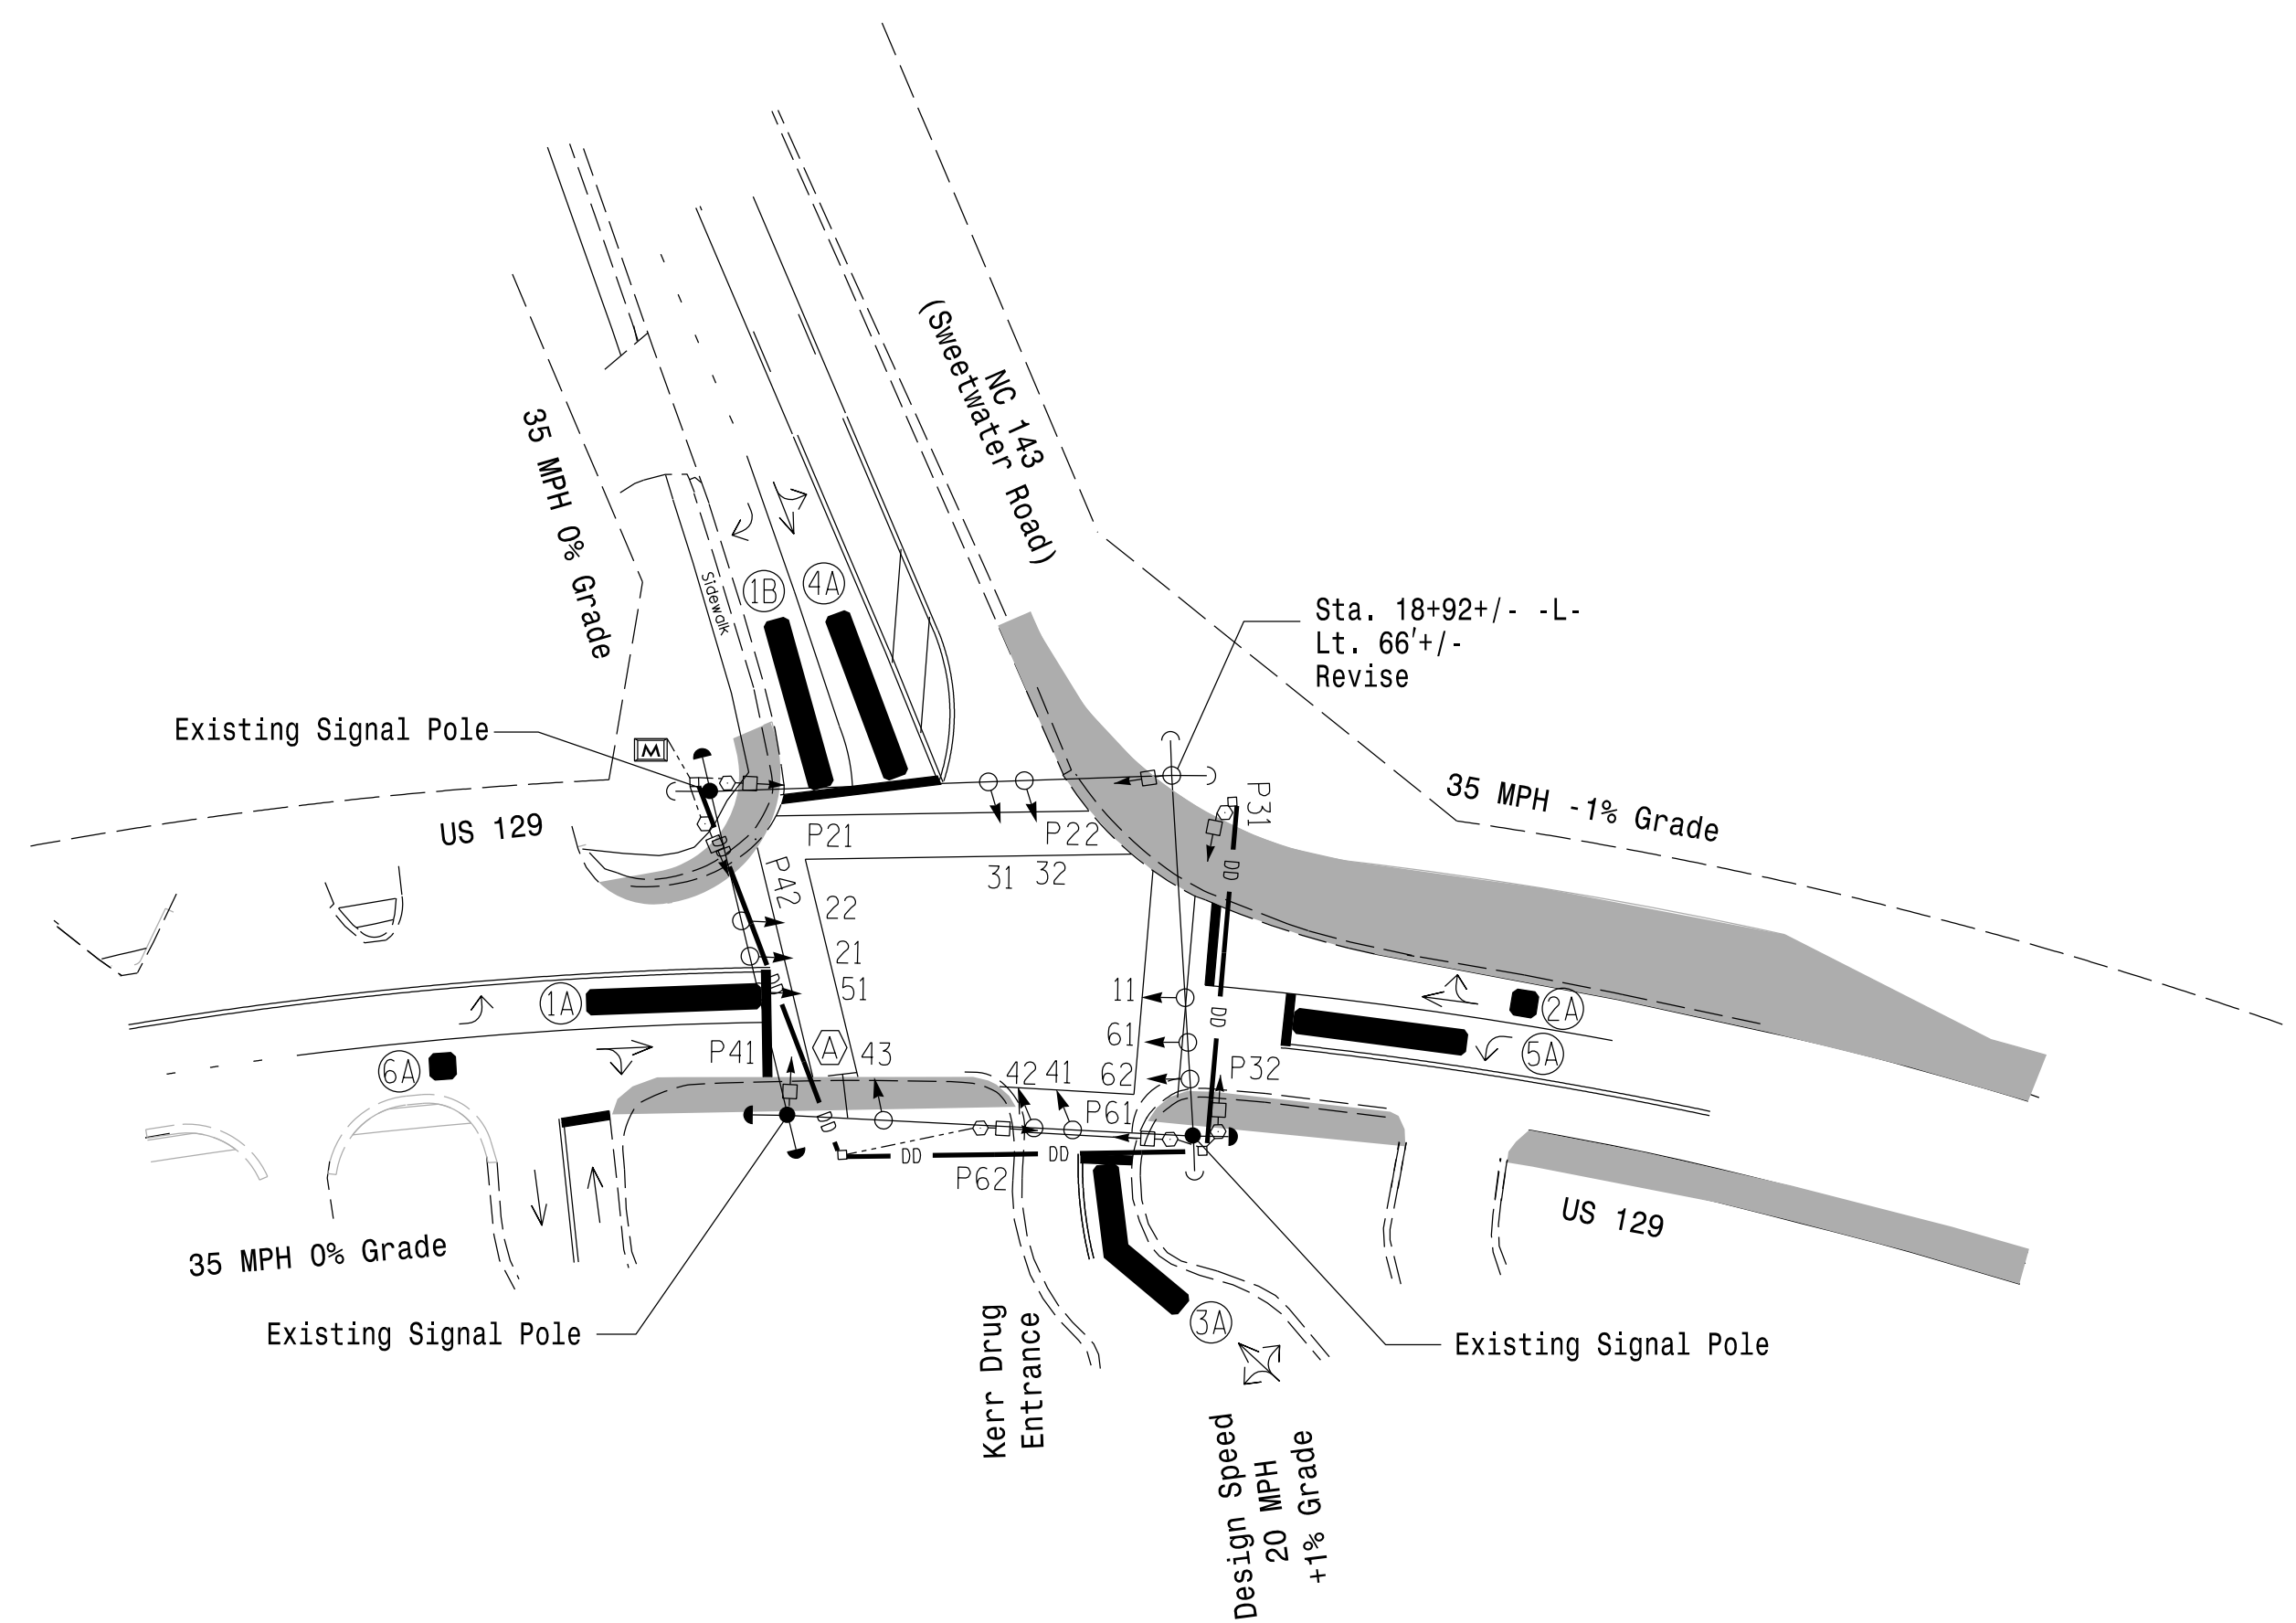 NC 143
(Sweetwater Road)
35 MPH 0% Grade
Sidewalk
1B
4A
Sta. 18+92+/- -L-
Lt. 66'+/-
Revise
Existing Signal Pole
M
US 129
35 MPH -1% Grade
P21
P22
P31
DD
DD
P42
31
32
22
21
51
DD
11
DD
1A
2A
6A
P41
A
43
61
62
5A
42
41
P32
P61
DD
DD
DD
P62
US 129
35 MPH 0% Grade
Existing Signal Pole
3A
Existing Signal Pole
Kerr Drug
Entrance
Design Speed
20 MPH
+1% Grade